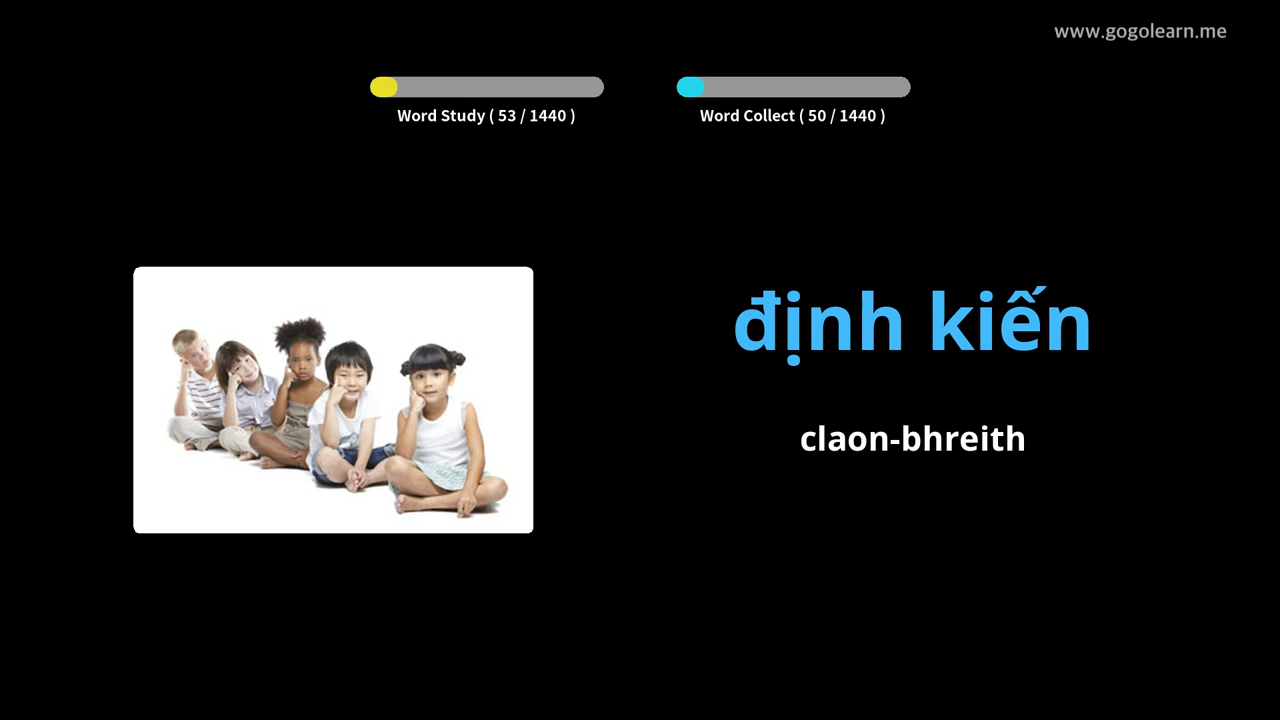 www.gogolearn.me
Word Study ( 53 / 1440 )
Word Collect ( 50 / 1440 )
định kiến
claon-bhreith